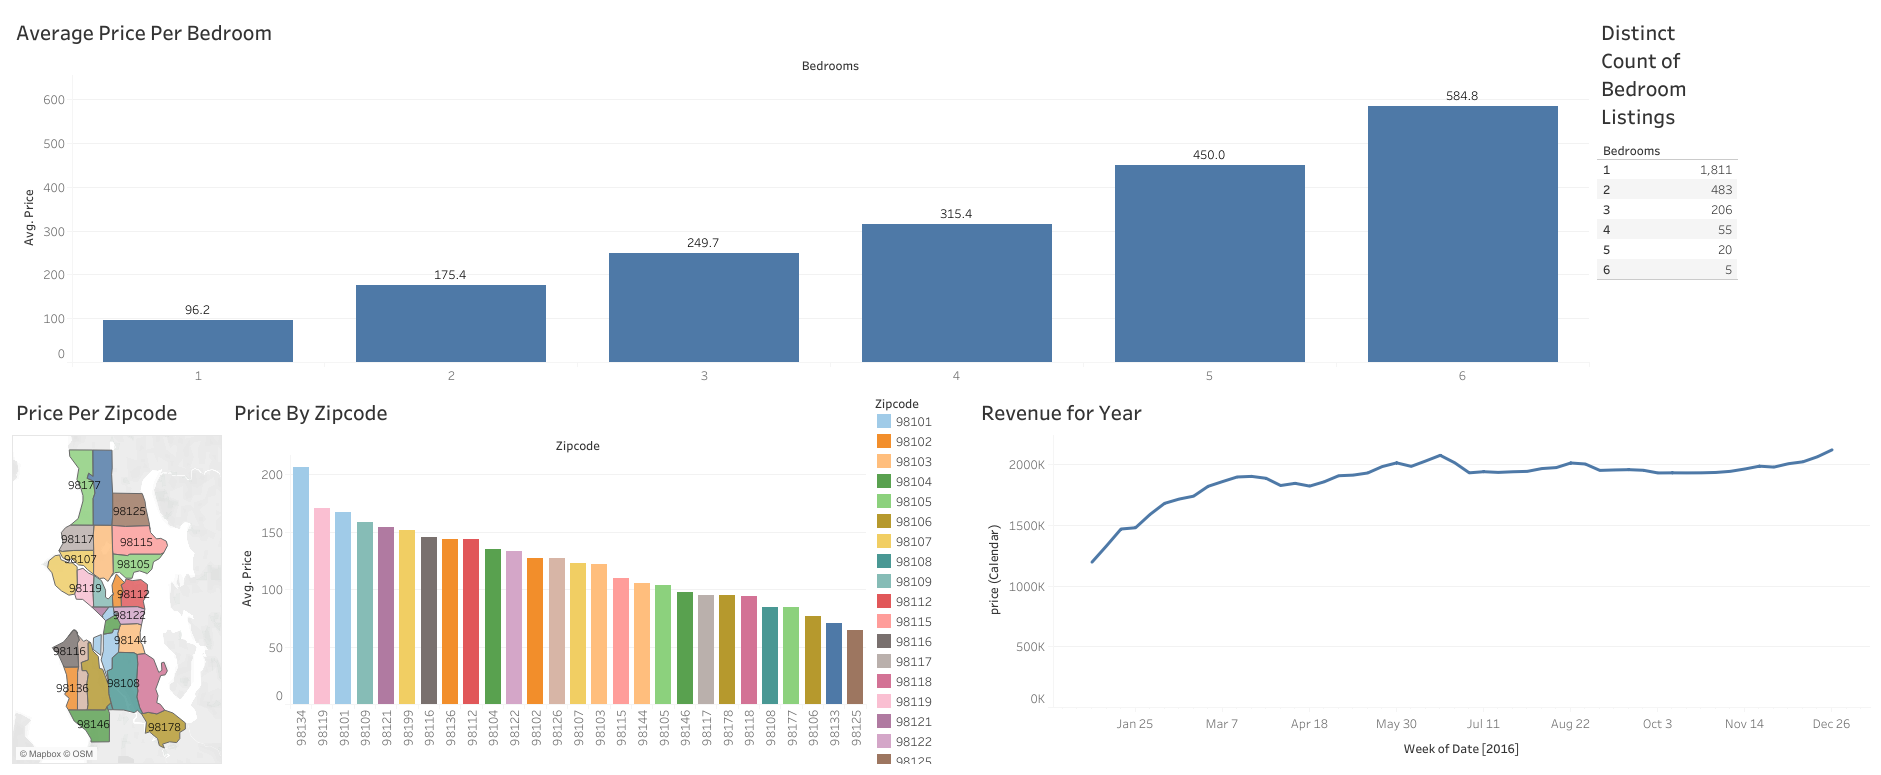 Average Price Per Bedroom
Bedrooms
Avg. Price
600
500
400
300
200
100
0
96.2
175.4
249.7
315.4
450.0
584.8
1
2
3
4
5
6
Distinct
Count of
Bedroom
Listings
Bedrooms
1 1,811
2 483
3 206
4 55
5 20
6 5
Price Per Zipcode
98177
98125
98117
98115
98107
98105
98119
98112
98122
98144
98116
98136
98108
98146
98178
© Mapbox © OSM
Price By Zipcode
Zipcode
Avg. Price
200
150
100
50
0
98134
98119
98101
98109
98121
98199
98116
98136
98112
98104
98122
98102
98126
98107
98103
98115
98144
98105
98146
98117
98178
98118
98108
98177
98106
98133
98125
Zipcode
98101
98102
98103
98104
98105
98106
98107
98108
98109
98112
98115
98116
98117
98118
98119
98121
98122
98125
Revenue for Year
price (Calendar)
2000K
1500K
1000K
500K
0K
Jan 25
Mar 7
Apr 18
May 30
Jul 11
Aug 22
Oct 3
Nov 14
Dec 26
Week of Date [2016]